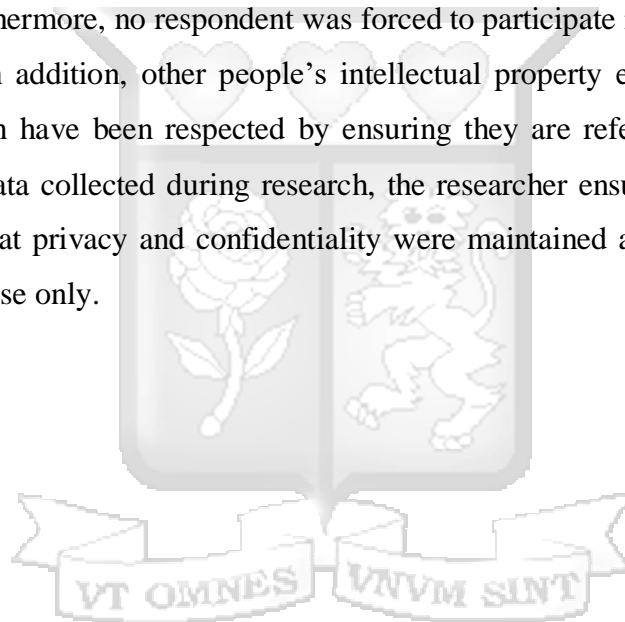 hermore, no respondent was forced to participate
n addition, other people’s intellectual property e
n have been respected by ensuring they are refe
ata collected during research, the researcher ensu
at privacy and confidentiality were maintained a
se only.
VT OMNES VNVM SINT